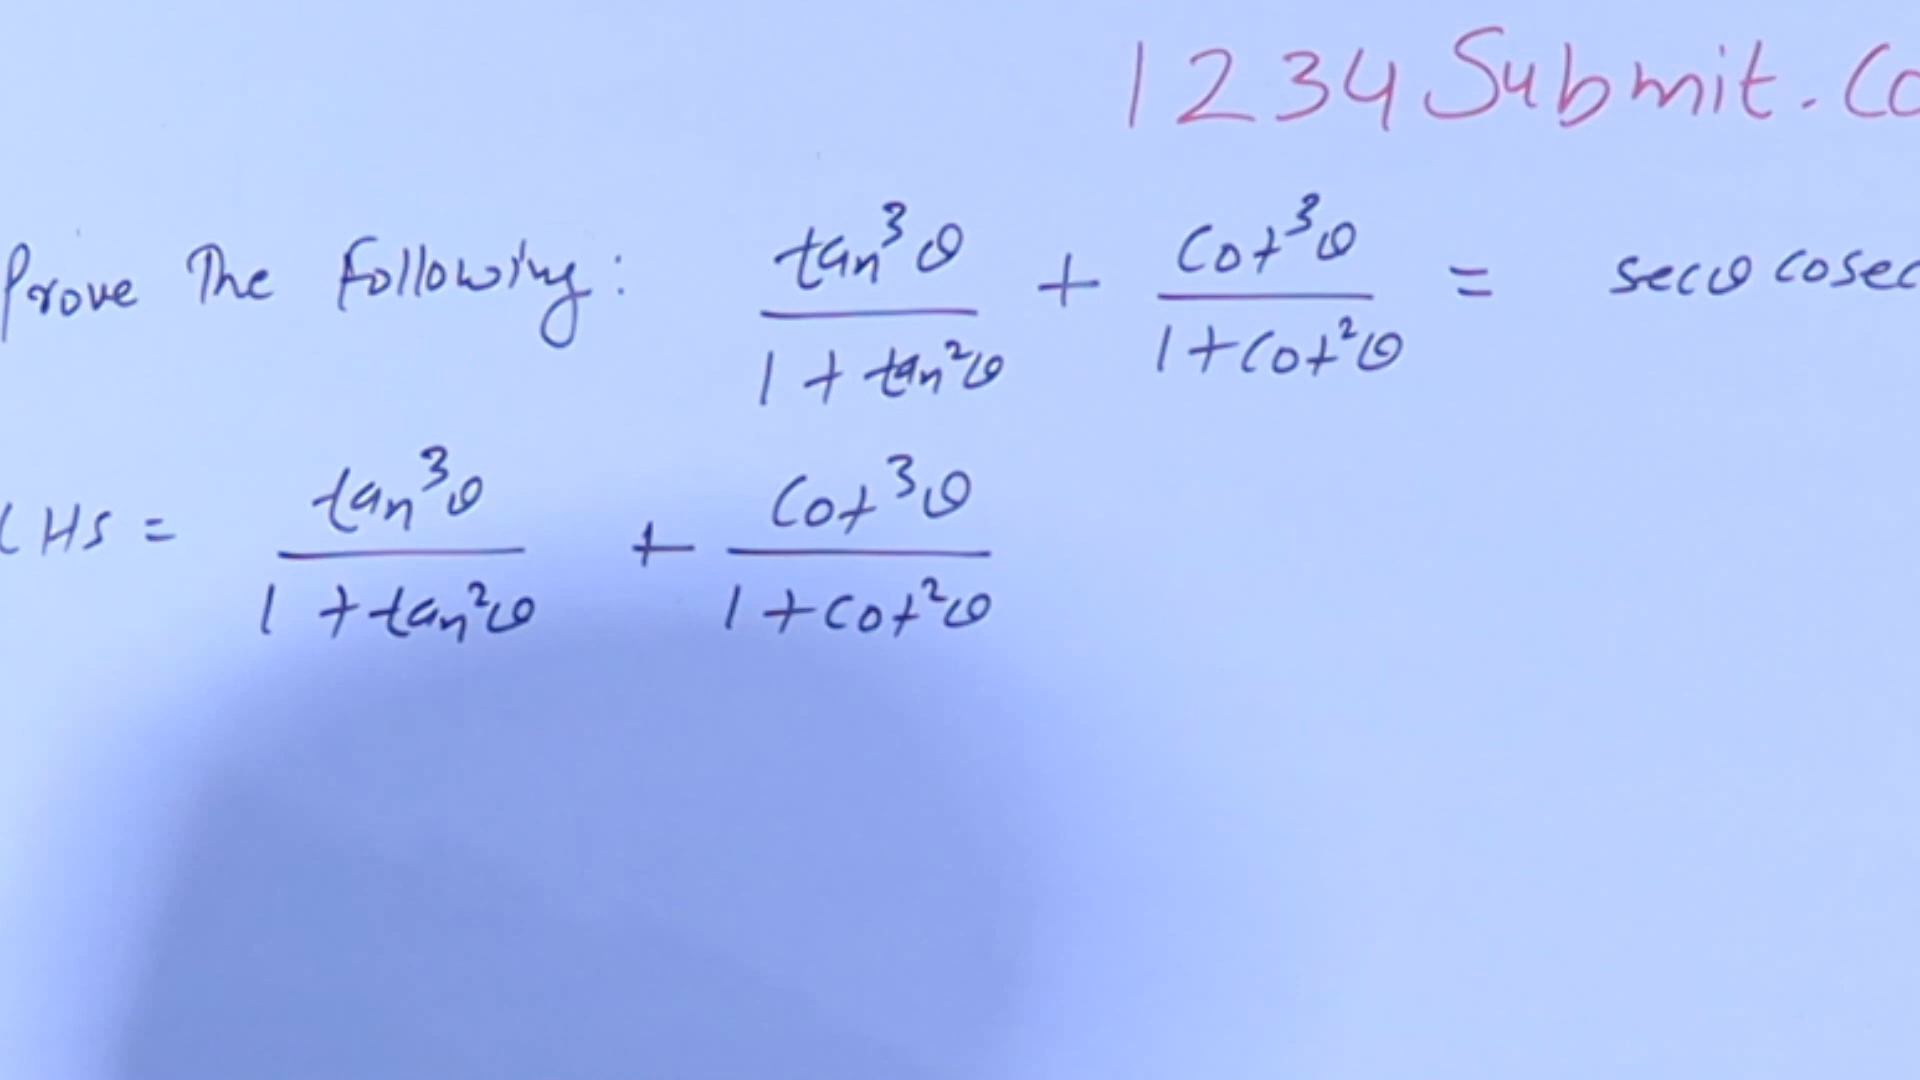 1234Submit.Co
Prove The Following: tan³θ / 1 + tan²θ + Cot³θ / 1 + Cot²θ = secθ cosec
LHS = tan³θ / 1 + tan²θ + Cot³θ / 1 + Cot²θ